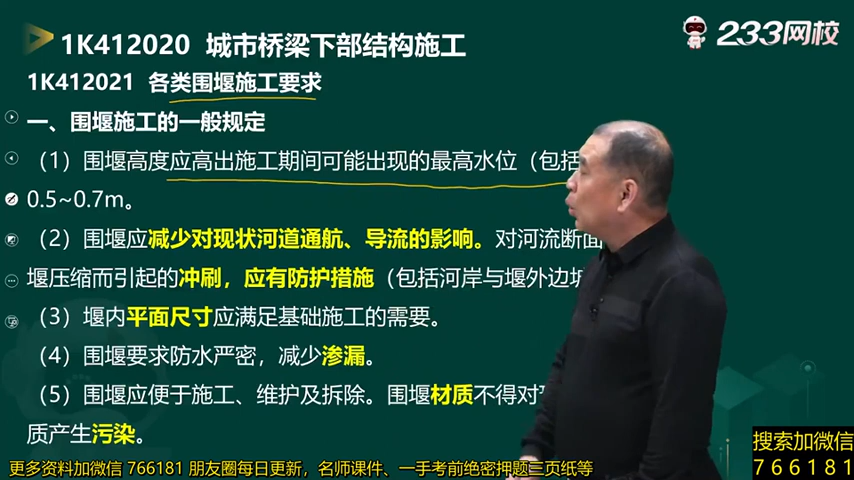 1K412020 城市桥梁下部结构施工
233网校
1K412021 各类围堰施工要求
一、围堰施工的一般规定
（1）围堰高度应高出施工期间可能出现的最高水位（包括
0.5~0.7m。
（2）围堰应减少对现状河道通航、导流的影响。对河流断面
堰压缩而引起的冲刷，应有防护措施（包括河岸与堰外边坡
（3）堰内平面尺寸应满足基础施工的需要。
（4）围堰要求防水严密，减少渗漏。
（5）围堰应便于施工、维护及拆除。围堰材质不得对
质产生污染。
搜索加微信
766181
更多资料加微信 766181 朋友圈每日更新，名师课件、一手考前绝密押题三页纸等